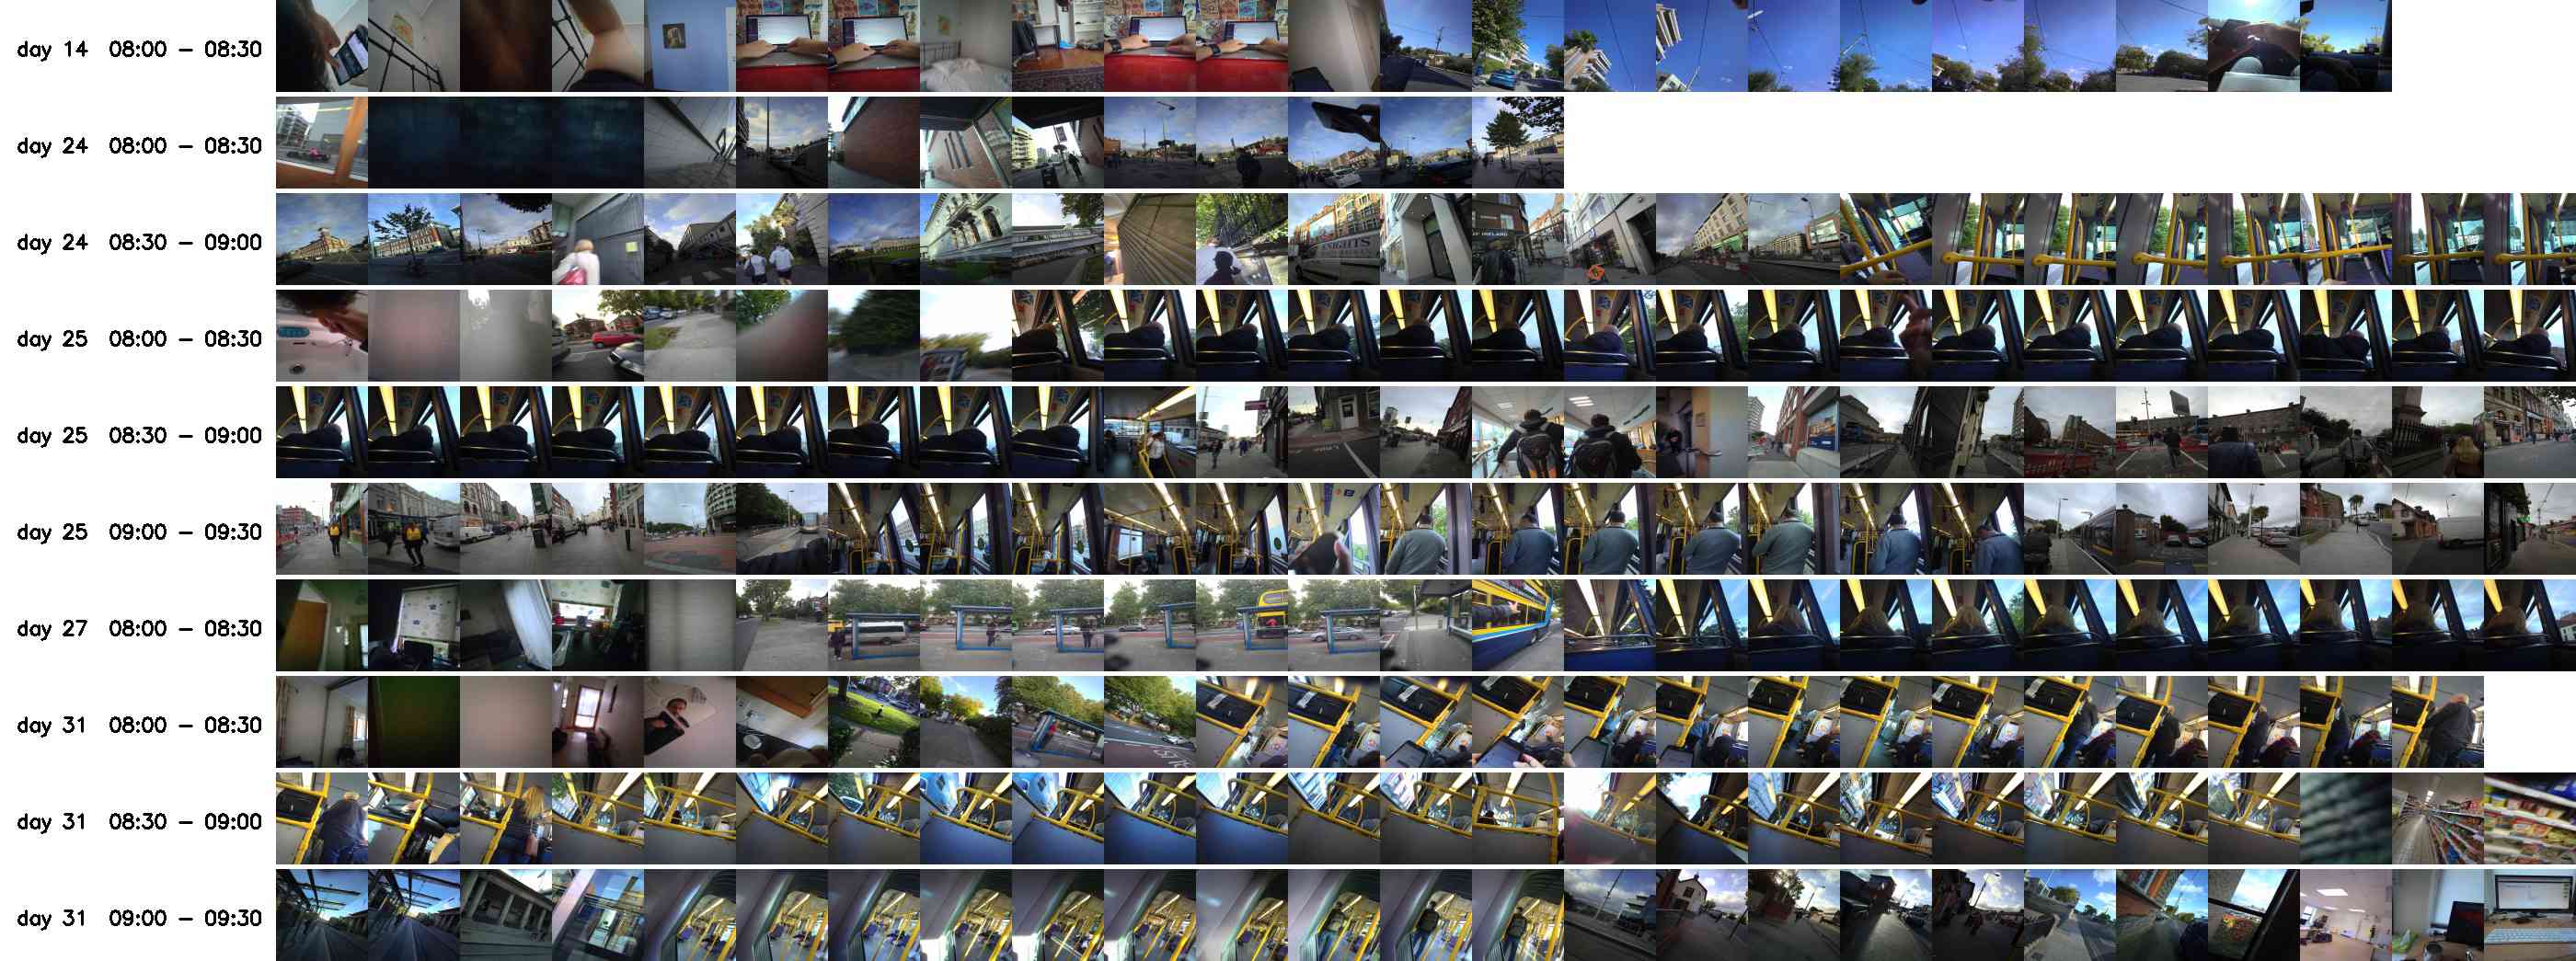 day 14 08:00 – 08:30
day 24 08:00 – 08:30
day 24 08:30 – 09:00
day 25 08:00 – 08:30
day 25 08:30 – 09:00
day 25 09:00 – 09:30
day 27 08:00 – 08:30
day 31 08:00 – 08:30
day 31 08:30 – 09:00
day 31 09:00 – 09:30